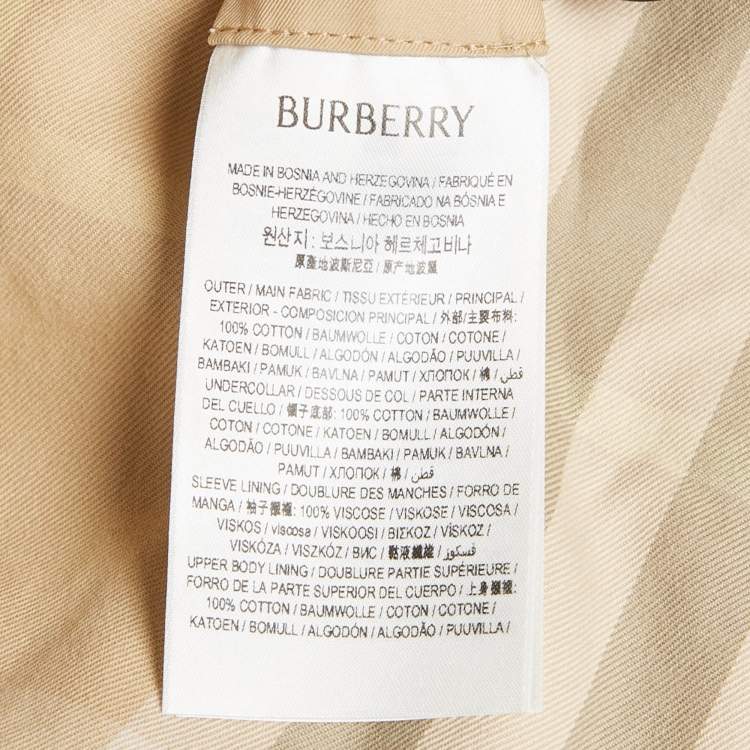 BURBERRY
MADE IN BOSNIA AND HERZEGOVINA / FABRIQUÉ EN
BOSNIE-HERZÉGOVINE / FABRICADO NA BÓSNIA E
HERZEGOVINA / HECHO EN BOSNIA
원산지 : 보스니아 헤르체고비나
原產地波斯尼亞 / 原产地波黑
OUTER / MAIN FABRIC / TISSU EXTÉRIEUR / PRINCIPAL /
EXTERIOR - COMPOSICIÓN PRINCIPAL / 外部/主要布料:
100% COTTON / BAUMWOLLE / COTON / COTONE /
KATOEN / BOMULL / ALGODÓN / ALGODÃO / PUUVILLA /
BAMBAKI / PAMUK / BAVLNA / PAMUT / ХЛОПОК / 棉 / قطن /
UNDERCOLLAR / DESSOUS DE COL / PARTE INTERNA
DEL CUELLO / 領子底部: 100% COTTON / BAUMWOLLE /
COTON / COTONE / KATOEN / BOMULL / ALGODÓN /
ALGODÃO / PUUVILLA / BAMBAKI / PAMUK / BAVLNA /
PAMUT / ХЛОПОК / 棉 / قطن /
SLEEVE LINING / DOUBLURE DES MANCHES / FORRO DE
MANGA / 袖子襯裡: 100% VISCOSE / VISKOSE / VISCOSA /
VISKOS / viscosa / VISKOOSI / ΒΙΣΚΟΖ / VİSKOZ /
VISKÓZA / VISZKÓZ / ВИС / 黏液纖維 / فسكوز /
UPPER BODY LINING / DOUBLURE PARTIE SUPÉRIEURE /
FORRO DE LA PARTE SUPERIOR DEL CUERPO / 上身襯裡:
100% COTTON / BAUMWOLLE / COTON / COTONE /
KATOEN / BOMULL / ALGODÓN / ALGODÃO / PUUVILLA /